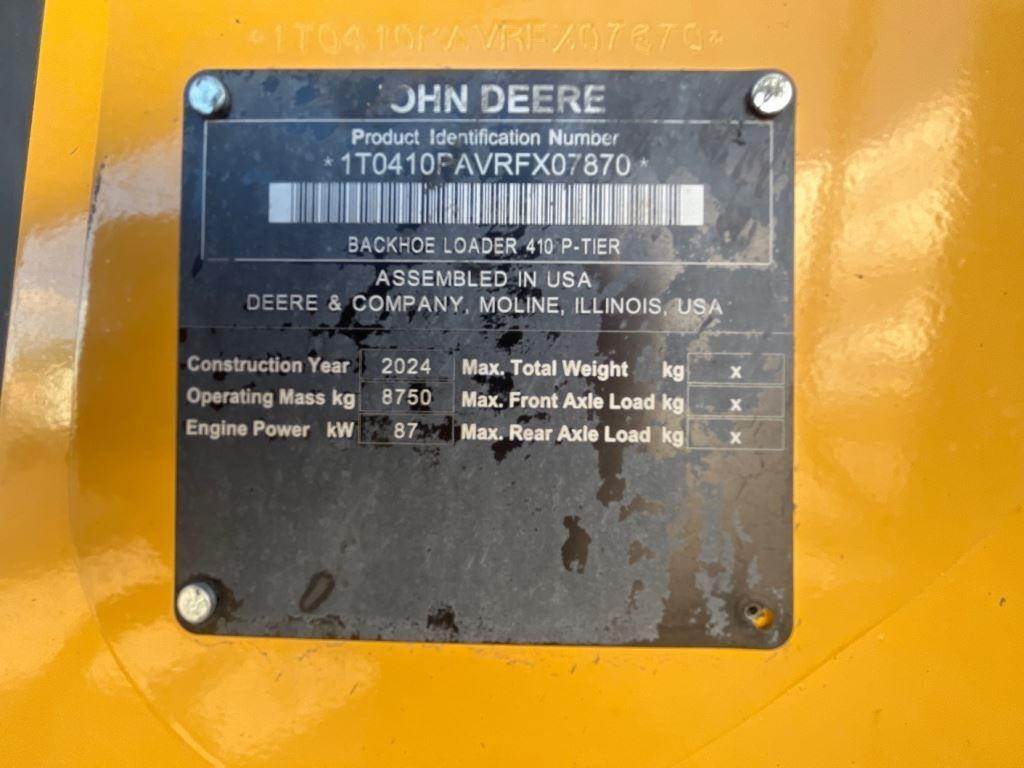 *1T0410PAVRFX07870*
JOHN DEERE
Product Identification Number
*1T0410PAVRFX07870*
BACKHOE LOADER 410 P-TIER
ASSEMBLED IN USA
DEERE & COMPANY, MOLINE, ILLINOIS, USA
Construction Year 2024 Max. Total Weight kg x
Operating Mass kg 8750 Max. Front Axle Load kg x
Engine Power kW 87 Max. Rear Axle Load kg x